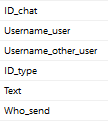 ID_chat
Username_user
Username_other_user
ID_type
Text
Who_send